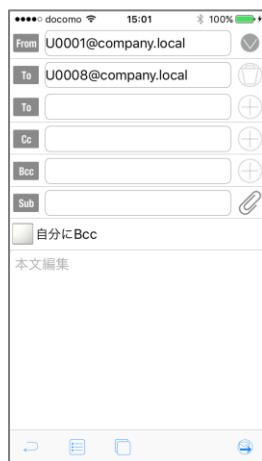 docomo 15:01 100%
From U0001@company.local
To U0008@company.local
To
Cc
Bcc
Sub
自分にBcc
本文編集